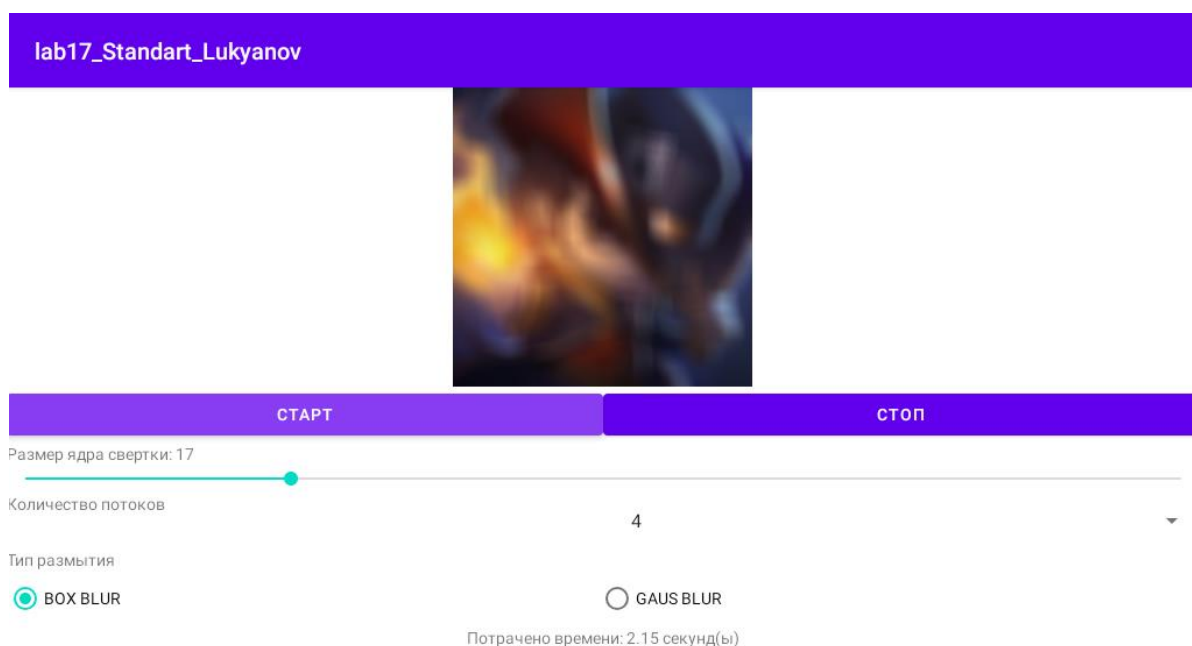 lab17_Standart_Lukyanov
СТАРТ СТОП
Размер ядра свертки: 17
Количество потоков
4
Тип размытия
BOX BLUR GAUS BLUR
Потрачено времени: 2.15 секунд(ы)